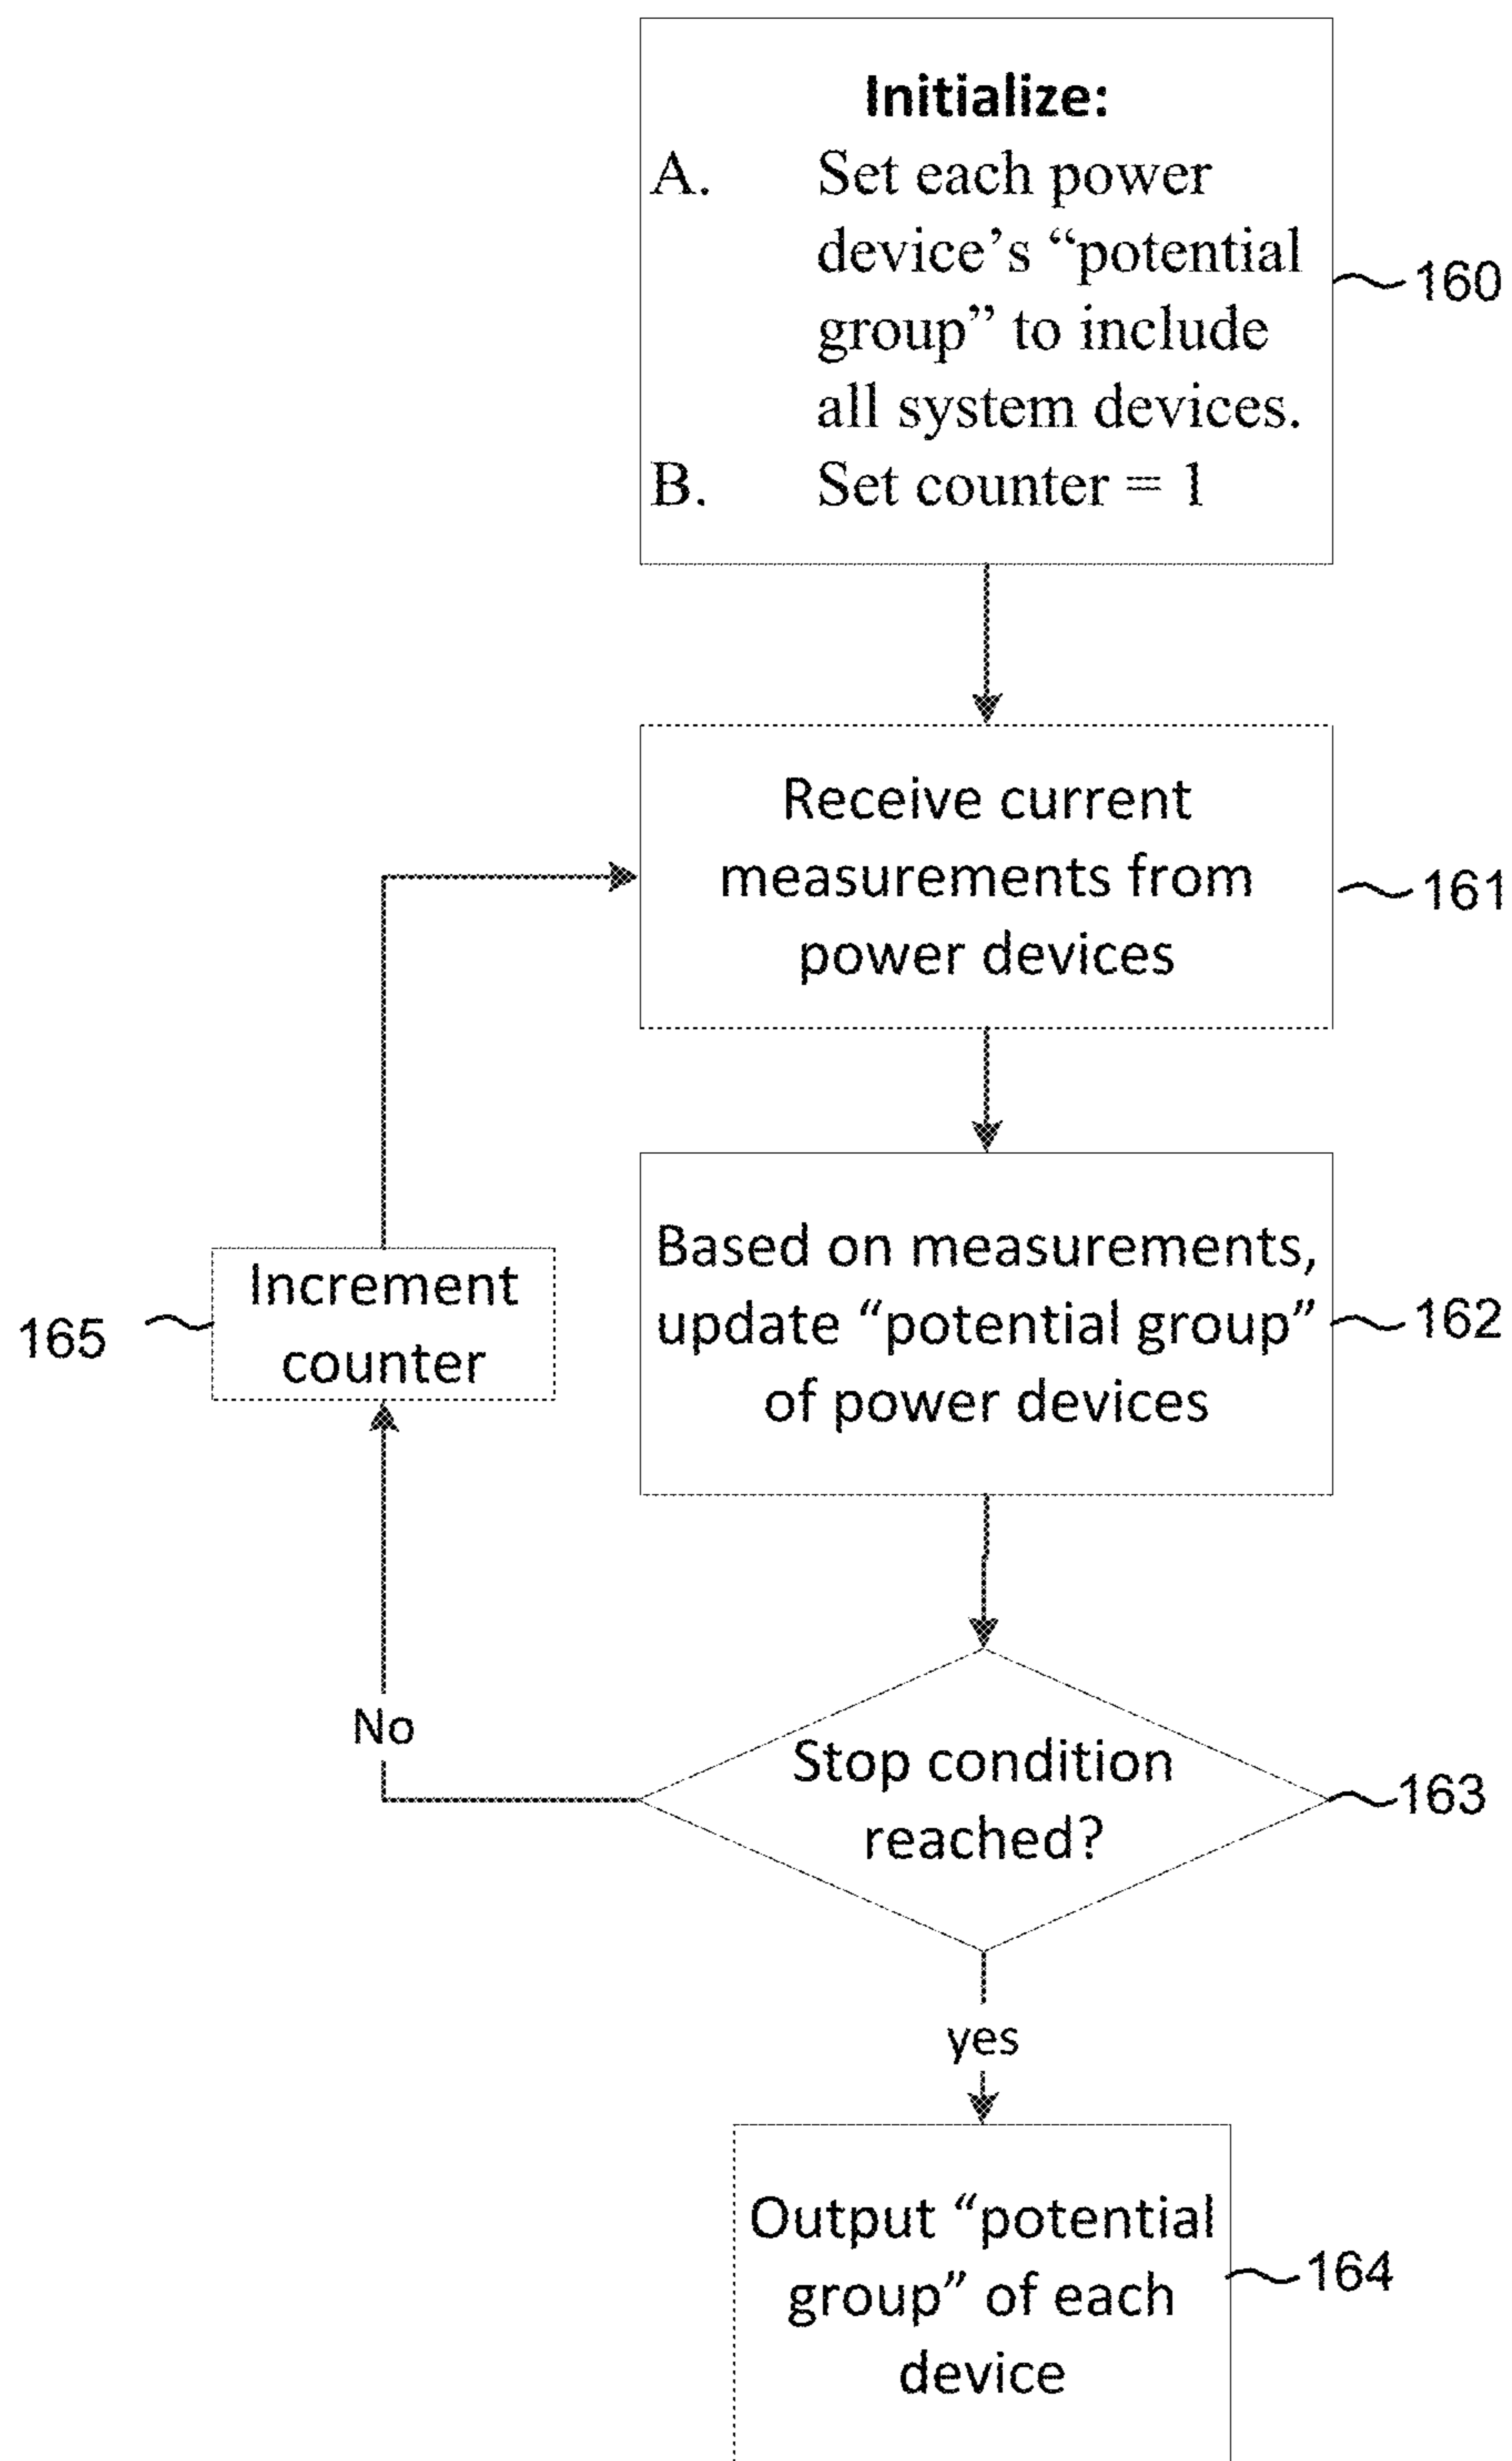 Initialize:
A. Set each power
device’s “potential
group” to include
all system devices.
B. Set counter = 1
160
Receive current
measurements from
power devices
161
Based on measurements,
update “potential group”
of power devices
162
Increment
counter
165
Stop condition
reached?
163
No
yes
Output “potential
group” of each
device
164